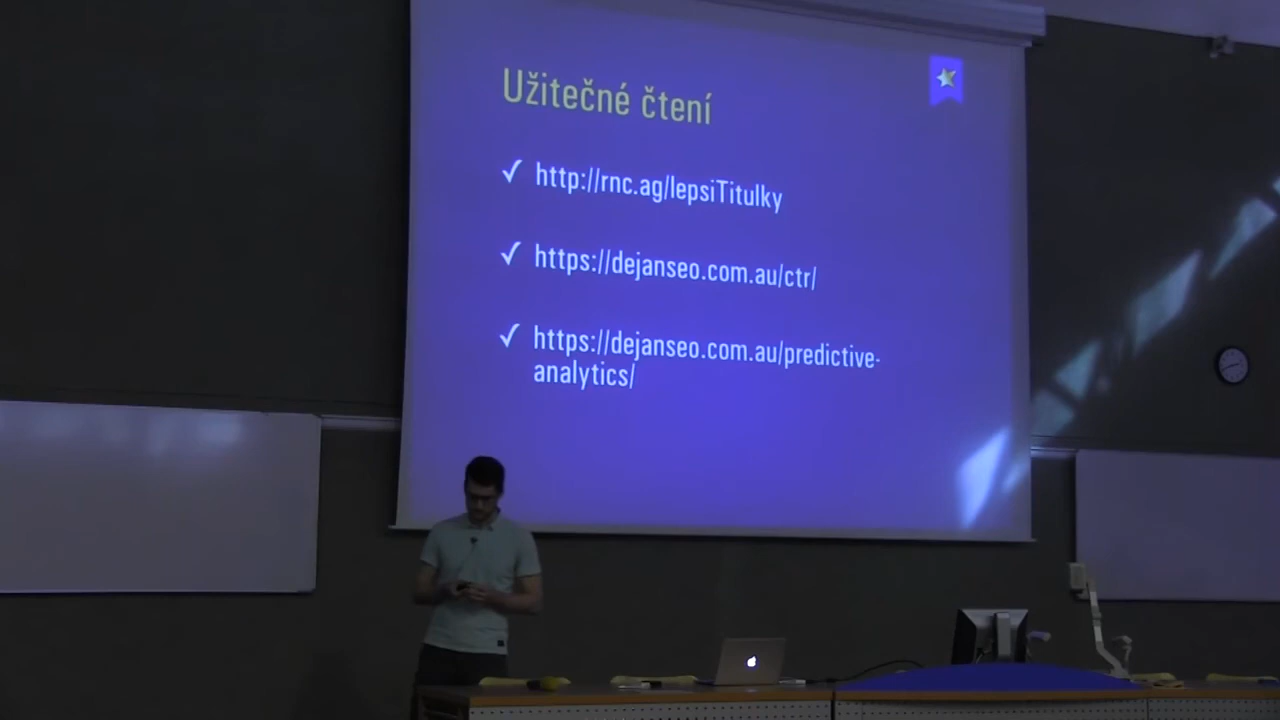 Užitečné čtení
✓ http://rnc.ag/lepsiTitulky
✓ https://dejanseo.com.au/ctr/
✓ https://dejanseo.com.au/predictive-
analytics/